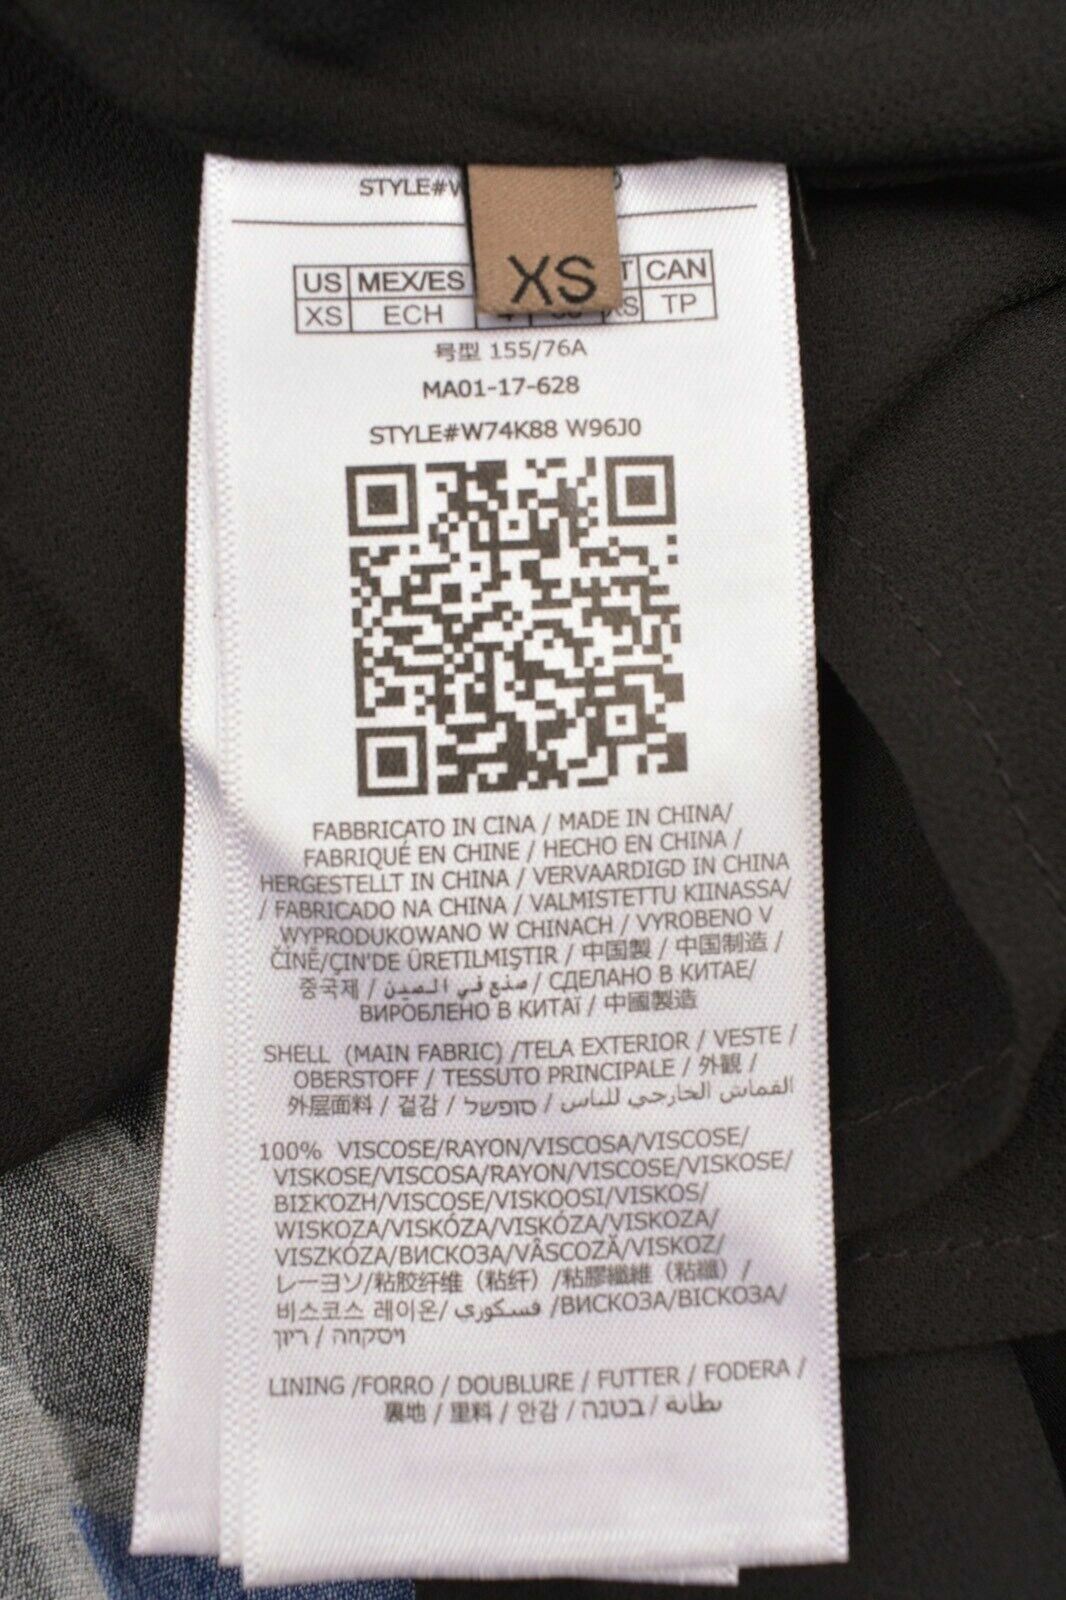 STYLE#
XS
US MEX/ES CAN
XS ECH TP
号型 155/76A
MA01-17-628
STYLE#W74K88 W96J0
FABBRICATO IN CINA / MADE IN CHINA/
FABRIQUÉ EN CHINE / HECHO EN CHINA /
HERGESTELLT IN CHINA / VERVAARDIGD IN CHINA
/ FABRICADO NA CHINA / VALMISTETTU KIINASSA/
WYPRODUKOWANO W CHINACH / VYROBENO V
ČÍNĚ/ÇIN'DE ÜRETILMIŞTIR / 中国製 / 中国制造 /
중국제 / صنع في الصين / СДЕЛАНО В КИТАЕ/
ВИРОБЛЕНО В КИТАЇ / 中國製造
SHELL (MAIN FABRIC) /TELA EXTERIOR / VESTE /
OBERSTOFF / TESSUTO PRINCIPALE / 外観 /
外层面料 / 겉감 / סופשל / القماش الخارجي للباس
100% VISCOSE/RAYON/VISCOSA/VISCOSE/
VISKOSE/VISCOSA/RAYON/VISCOSE/VISKOSE/
ΒΙΣΚΌΖΗ/VISCOSE/VISKOOSI/VISKOS/
WISKOZA/VISKÓZA/VISKÓZA/VISKOZA/
VISZKÓZA/ВИСКОЗА/VÂSCOZĂ/VISKOZ/
レーヨソ/粘胶纤维（粘纤）/粘膠纖維（粘纖）/
비스코스 레이온/ فسكوري /ВИСКОЗА/ВІСКОЗА/
ויסקוזה / ריון
LINING /FORRO / DOUBLURE / FUTTER / FODERA /
裏地 / 里料 / 안감 / בטנה / بطانة